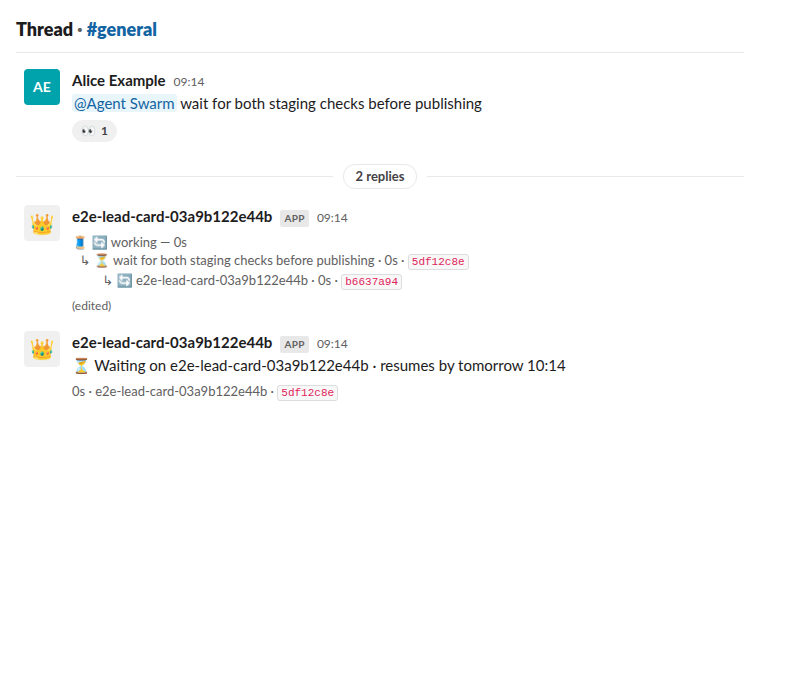 Thread • #general
AE
Alice Example 09:14
@Agent Swarm wait for both staging checks before publishing
👀 1
2 replies
e2e-lead-card-03a9b122e44b APP 09:14
🧵 🔄 working — 0s
↳ ⏳ wait for both staging checks before publishing · 0s · 5df12c8e
↳ 🔄 e2e-lead-card-03a9b122e44b · 0s · b6637a94
(edited)
e2e-lead-card-03a9b122e44b APP 09:14
⏳ Waiting on e2e-lead-card-03a9b122e44b · resumes by tomorrow 10:14
0s · e2e-lead-card-03a9b122e44b · 5df12c8e